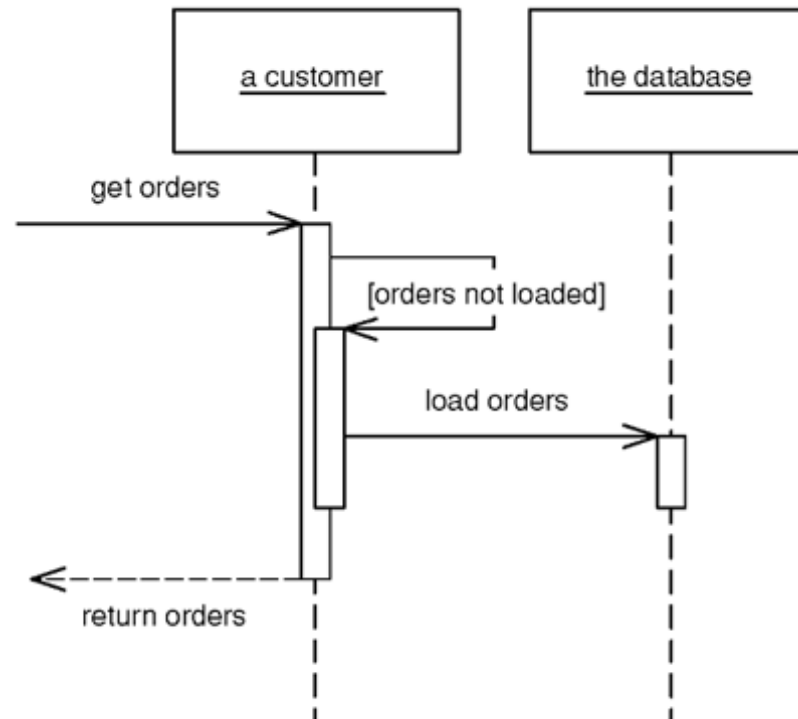 a customer
the database
get orders
[orders not loaded]
load orders
return orders